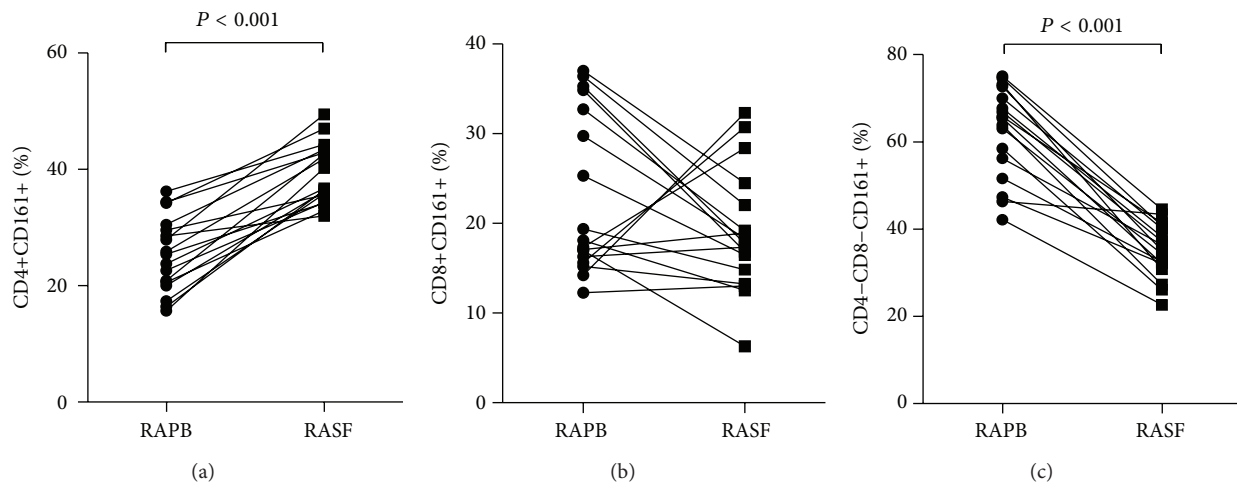 P < 0.001
60
40
20
0
CD4+CD161+ (%)
RAPB
RASF
(a)
40
30
20
10
0
CD8+CD161+ (%)
RAPB
RASF
(b)
P < 0.001
80
60
40
20
0
CD4−CD8−CD161+ (%)
RAPB
RASF
(c)